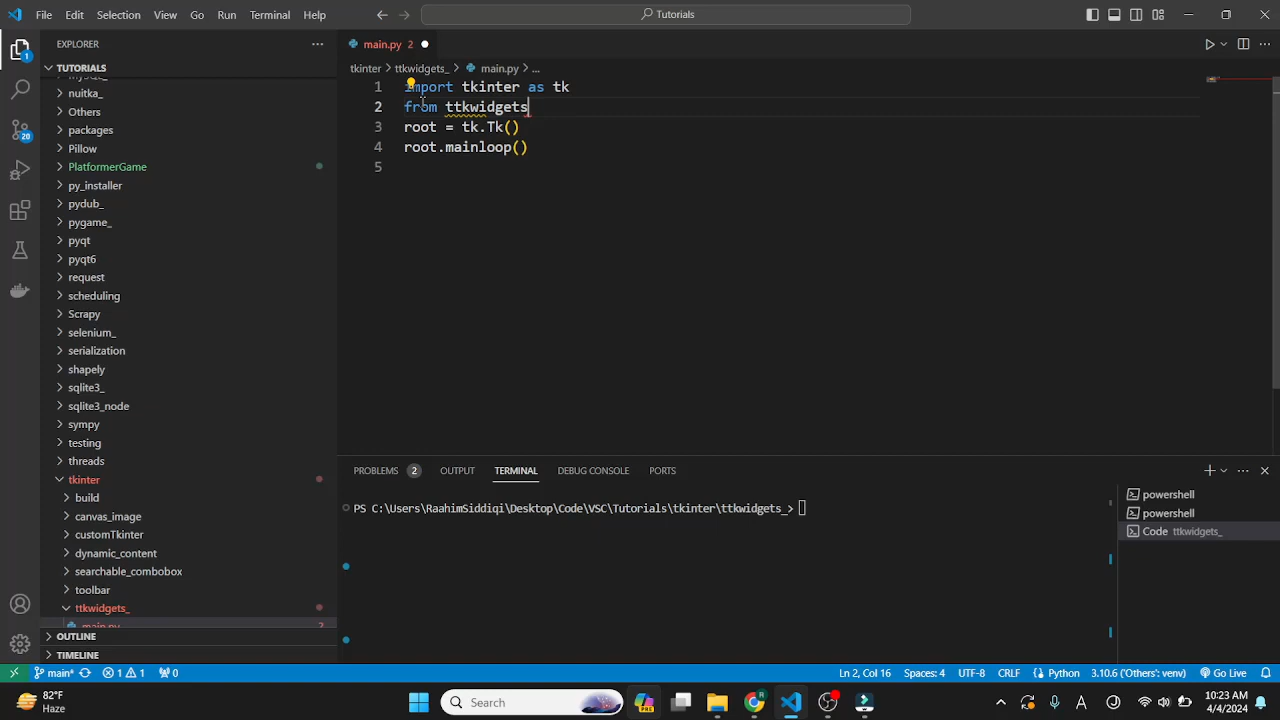 File Edit Selection View Go Run Terminal Help
Tutorials
EXPLORER
main.py 2
TUTORIALS
tkinter > ttkwidgets_ > main.py > ...
mysql_
nuitka_
Others
packages
Pillow
PlatformerGame
py_installer
pydub_
pygame_
pyqt
pyqt6
request
scheduling
Scrapy
selenium_
serialization
shapely
sqlite3_
sqlite3_node
sympy
testing
threads
tkinter
build
canvas_image
customTkinter
dynamic_content
searchable_combobox
toolbar
ttkwidgets_
main.py 2
OUTLINE
TIMELINE
1 import tkinter as tk
2 from ttkwidgets
3 root = tk.Tk()
4 root.mainloop()
5
PROBLEMS 2 OUTPUT TERMINAL DEBUG CONSOLE PORTS
PS C:\Users\RaahimSiddiqi\Desktop\Code\VSC\Tutorials\tkinter\ttkwidgets_>
powershell
powershell
Code ttkwidgets_
1
20
main* 1 1 0 Ln 2, Col 16 Spaces: 4 UTF-8 CRLF Python 3.10.6 ('Others': venv) Go Live
82°F
Haze
Search
PRE
A
10:23 AM
4/4/2024